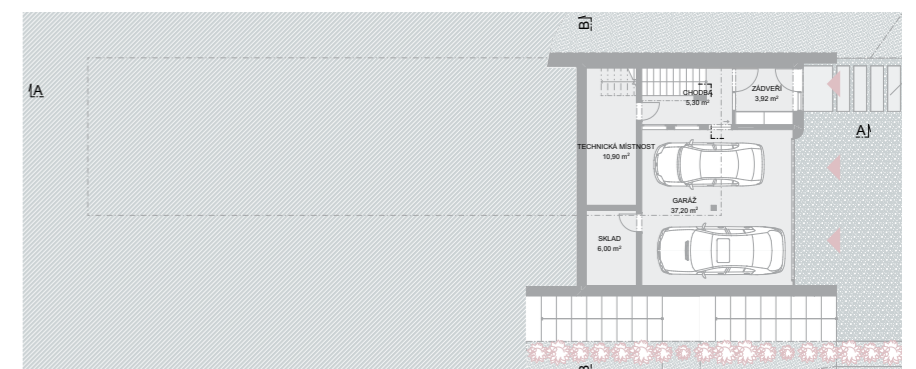 B
A
CHODBA
5,30 m²
ZÁDVEŘÍ
3,92 m²
A
TECHNICKÁ MÍSTNOST
10,90 m²
GARÁŽ
37,20 m²
SKLAD
6,00 m²
B